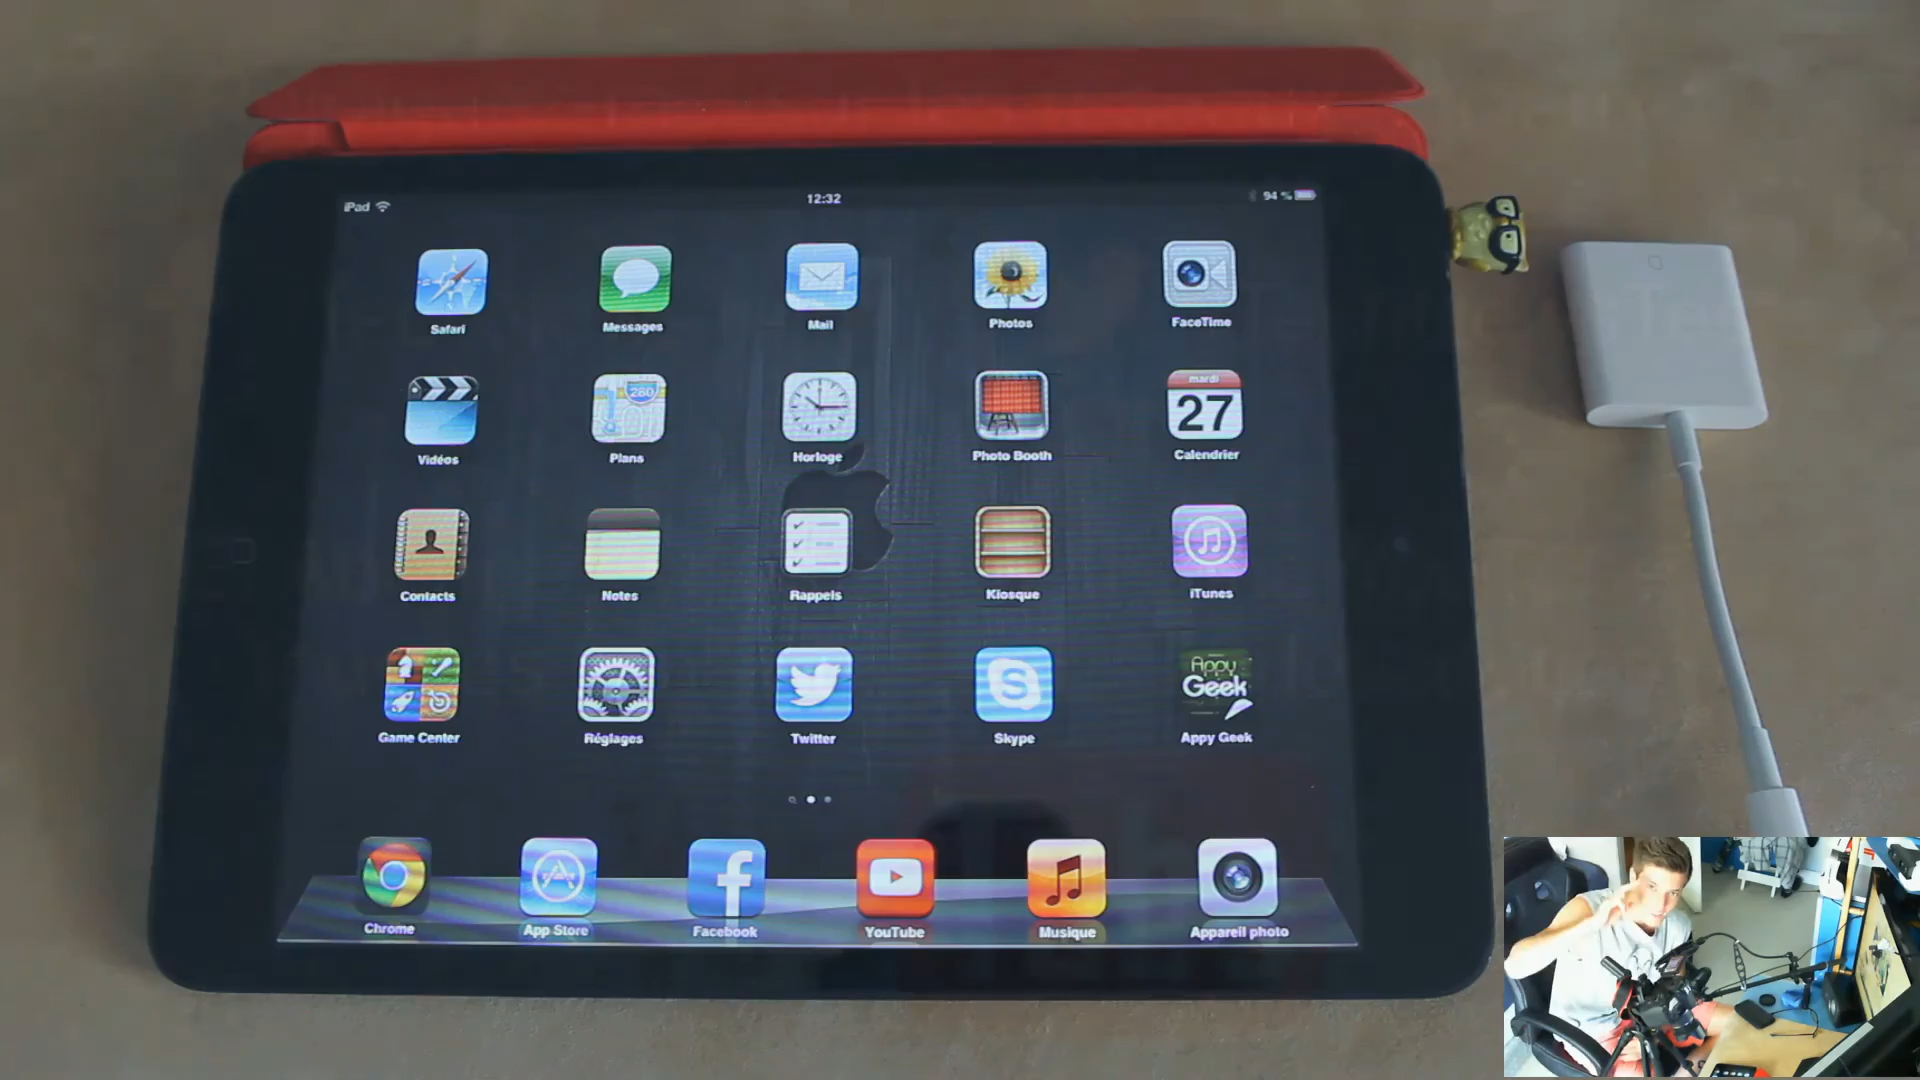 iPad 12:32 94 %
Safari Messages Mail Photos FaceTime
280 mardi
27
Vidéos Plans Horloge Photo Booth Calendrier
Contacts Notes Rappels Kiosque iTunes
Appy
Geek
Game Center Réglages Twitter Skype Appy Geek
Chrome App Store Facebook YouTube Musique Appareil photo